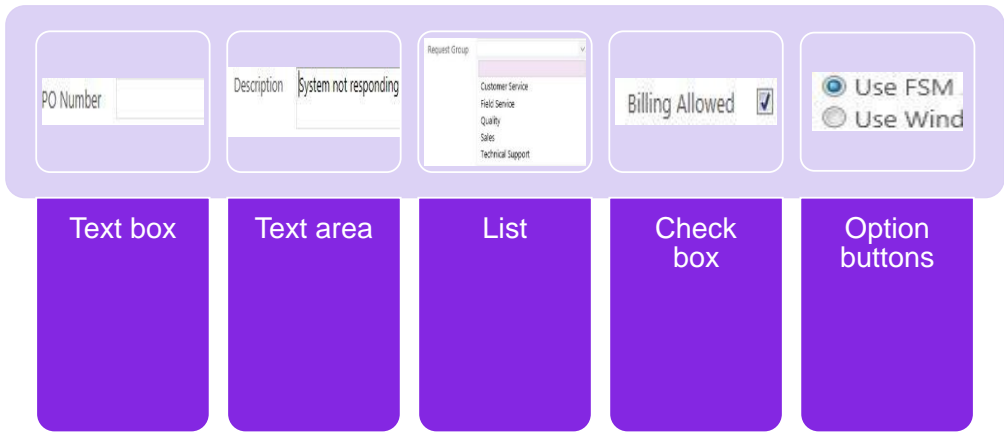 PO Number
Description
System not responding
Request Group
Customer Service
Field Service
Quality
Sales
Technical Support
Billing Allowed
Use FSM
Use Wind
Text box
Text area
List
Check
box
Option
buttons